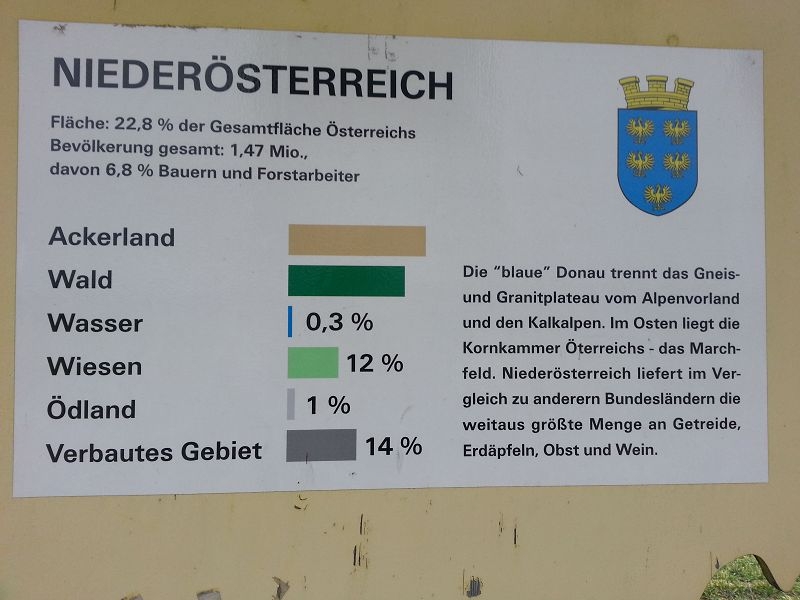 NIEDERÖSTERREICH
Fläche: 22,8 % der Gesamtfläche Österreichs
Bevölkerung gesamt: 1,47 Mio.,
davon 6,8 % Bauern und Forstarbeiter
Ackerland
Wald
Wasser 0,3 %
Wiesen 12 %
Ödland 1 %
Verbautes Gebiet 14 %
Die "blaue" Donau trennt das Gneis-
und Granitplateau vom Alpenvorland
und den Kalkalpen. Im Osten liegt die
Kornkammer Öterreichs - das March-
feld. Niederösterreich liefert im Ver-
gleich zu anderern Bundesländern die
weitaus größte Menge an Getreide,
Erdäpfeln, Obst und Wein.